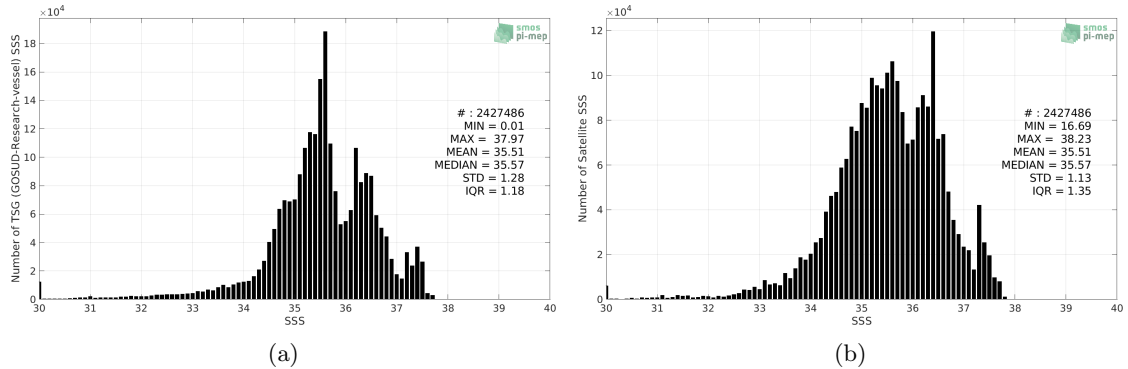 ×10⁴
smos
pi-mep
Number of TSG (GOSUD-Research-vessel) SSS
18
16
14
12
10
8
6
4
2
0
# : 2427486
MIN = 0.01
MAX = 37.97
MEAN = 35.51
MEDIAN = 35.57
STD = 1.28
IQR = 1.18
30 31 32 33 34 35 36 37 38 39 40
SSS
(a)
×10⁴
smos
pi-mep
Number of Satellite SSS
12
10
8
6
4
2
0
# : 2427486
MIN = 16.69
MAX = 38.23
MEAN = 35.51
MEDIAN = 35.57
STD = 1.13
IQR = 1.35
30 31 32 33 34 35 36 37 38 39 40
SSS
(b)